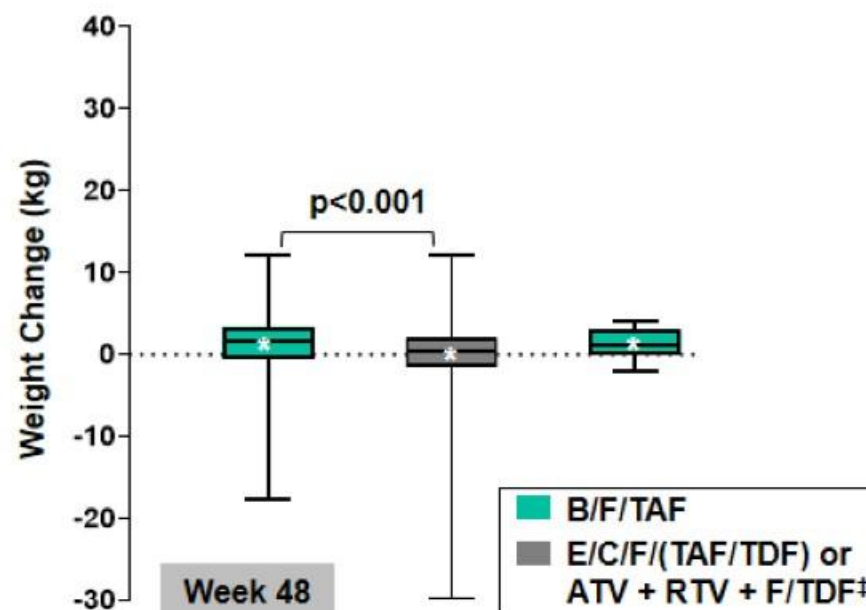 40
30
20
10
0
-10
-20
-30
Weight Change (kg)
p<0.001
* * *
Week 48
B/F/TAF
E/C/F/(TAF/TDF) or
ATV + RTV + F/TDF‡